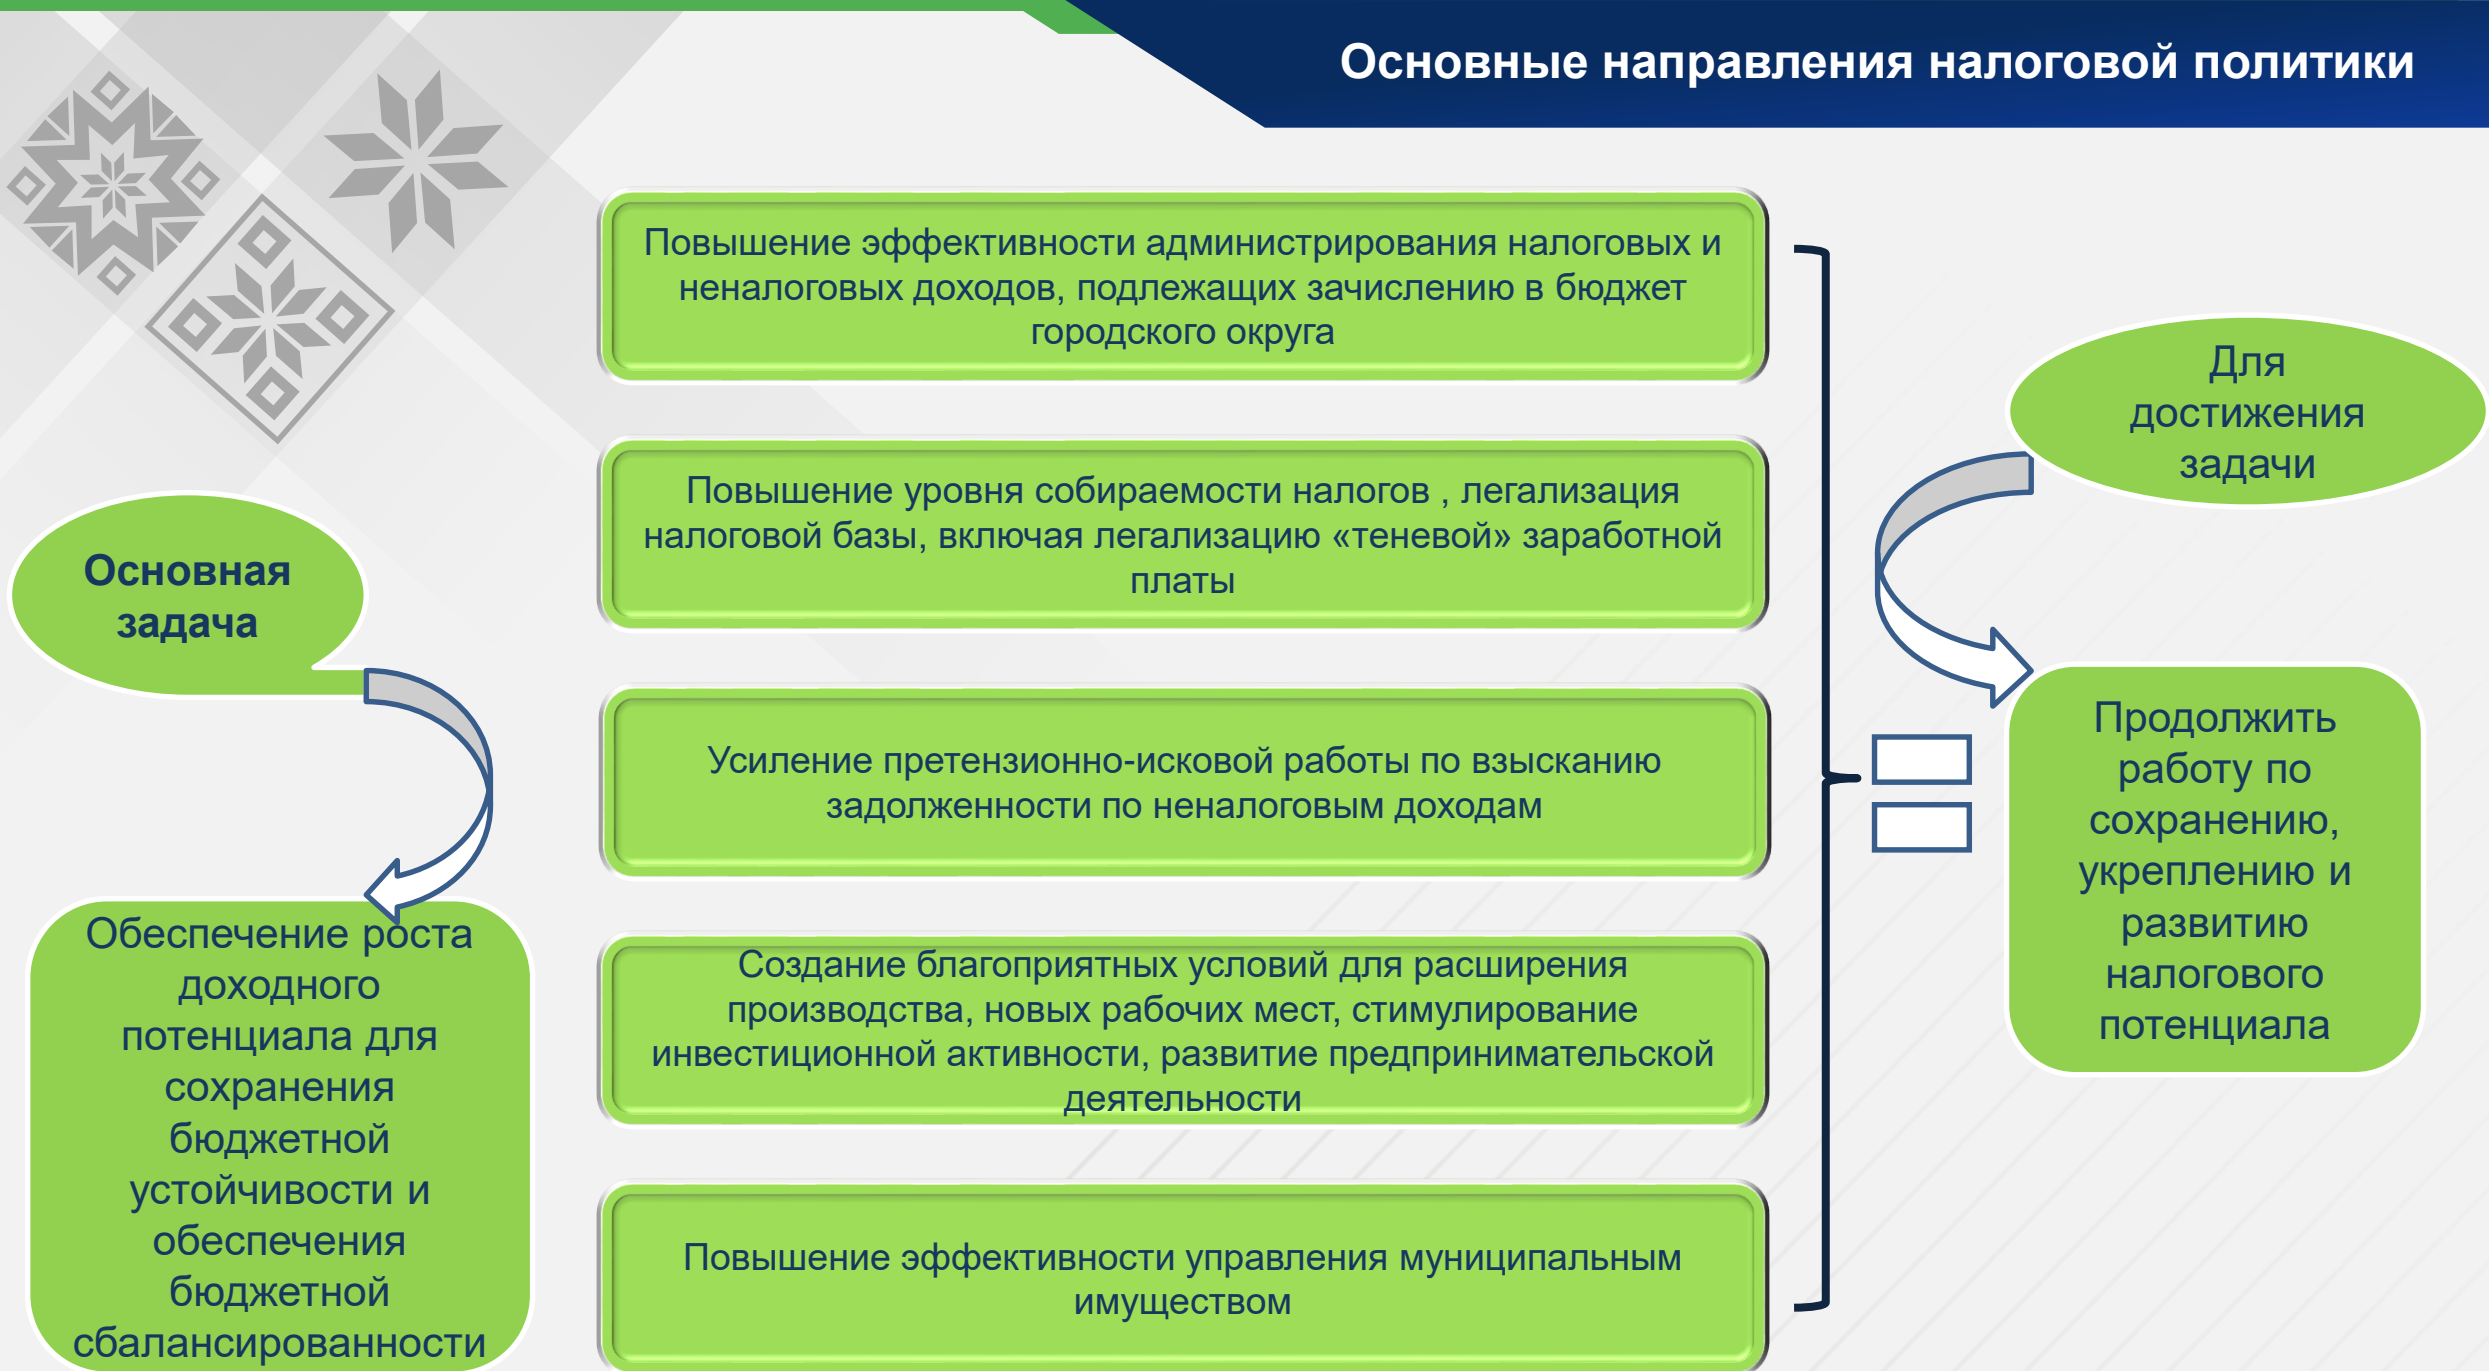 Основные направления налоговой политики
Основная
задача
Обеспечение роста
доходного
потенциала для
сохранения
бюджетной
устойчивости и
обеспечения
бюджетной
сбалансированности
Повышение эффективности администрирования налоговых и
неналоговых доходов, подлежащих зачислению в бюджет
городского округа
Повышение уровня собираемости налогов , легализация
налоговой базы, включая легализацию «теневой» заработной
платы
Усиление претензионно-исковой работы по взысканию
задолженности по неналоговым доходам
Создание благоприятных условий для расширения
производства, новых рабочих мест, стимулирование
инвестиционной активности, развитие предпринимательской
деятельности
Повышение эффективности управления муниципальным
имуществом
Для
достижения
задачи
Продолжить
работу по
сохранению,
укреплению и
развитию
налогового
потенциала